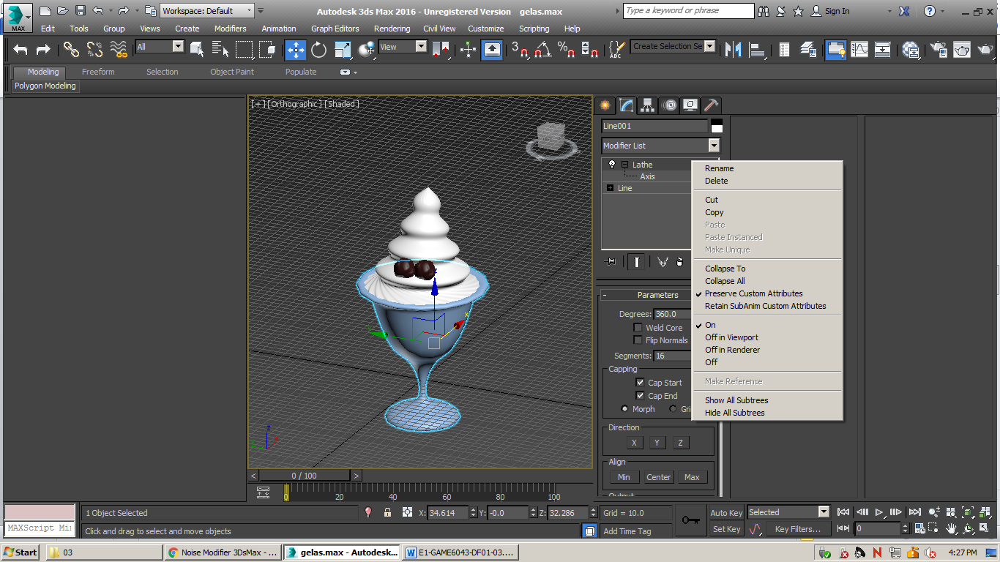 Workspace: Default
Autodesk 3ds Max 2016 - Unregistered Version gelas.max
Type a keyword or phrase
Sign In
MAX
Edit Tools Group Views Create Modifiers Animation Graph Editors Rendering Civil View Customize Scripting Help
All
View
3
ABC
Create Selection Se
Modeling Freeform Selection Object Paint Populate
Polygon Modeling
[+] [Orthographic] [Shaded]
Line001
Modifier List
Lathe
Axis
Line
Rename
Delete
Cut
Copy
Paste
Paste Instanced
Make Unique
Collapse To
Collapse All
Preserve Custom Attributes
Retain SubAnim Custom Attributes
On
Off in Viewport
Off in Renderer
Off
Make Reference
Show All Subtrees
Hide All Subtrees
Parameters
Degrees: 360.0
Weld Core
Flip Normals
Segments: 16
Capping
Cap Start
Cap End
Morph Gri
Direction
X Y Z
Align
Min Center Max
Output
z
x
z
< 0 / 100 >
0 20 40 60 80 100
1 Object Selected
X: 34.614 Y: -0.0 Z: 32.286
Grid = 10.0
Auto Key
Selected
MAXScript Mi
Click and drag to select and move objects
Add Time Tag
Set Key
Key Filters...
0
Start
03
Noise Modifier 3DsMax - ...
gelas.max - Autodesk...
E1-GAME6043-DF01-03....
4:27 PM